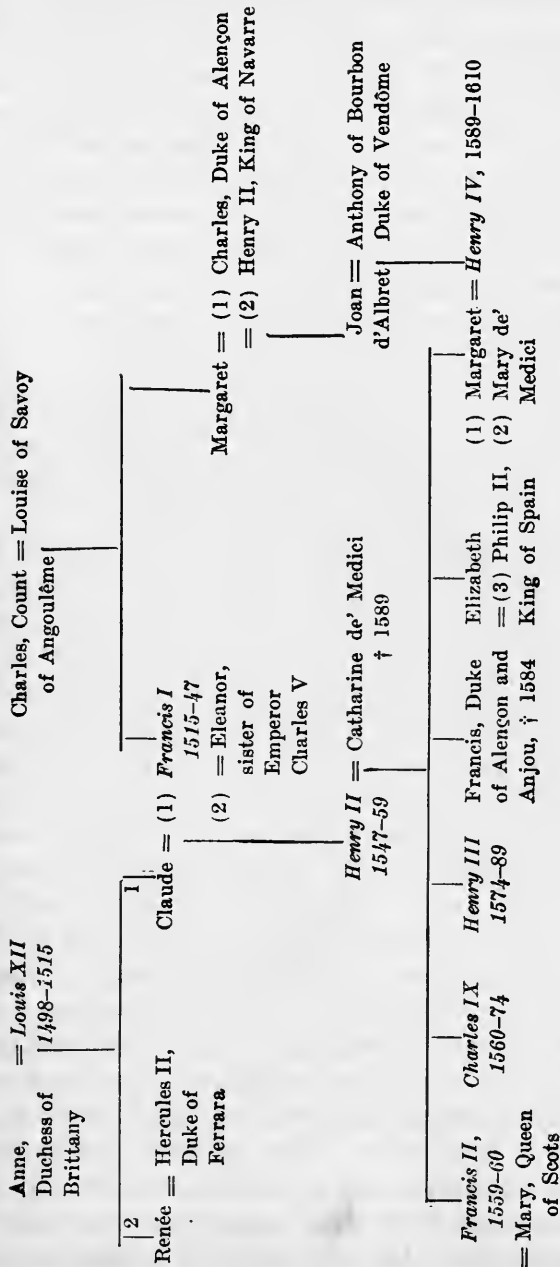 Anne, = Louis XII
Duchess of 1498–1515
Brittany
Charles, Count = Louise of Savoy
of Angoulême
2
Renée = Hercules II,
Duke of
Ferrara
1
Claude = (1) Francis I
1515–47
(2) = Eleanor,
sister of
Emperor
Charles V
Margaret = (1) Charles, Duke of Alençon
= (2) Henry II, King of Navarre
Henry II = Catharine de' Medici
1547–59 † 1589
Joan = Anthony of Bourbon
d'Albret Duke of Vendôme
Francis II,
1559–60
= Mary, Queen
of Scots
Charles IX
1560–74
Henry III
1574–89
Francis, Duke
of Alençon and
Anjou, † 1584
Elizabeth
=(3) Philip II,
King of Spain
(1) Margaret = Henry IV, 1589–1610
(2) Mary de'
Medici